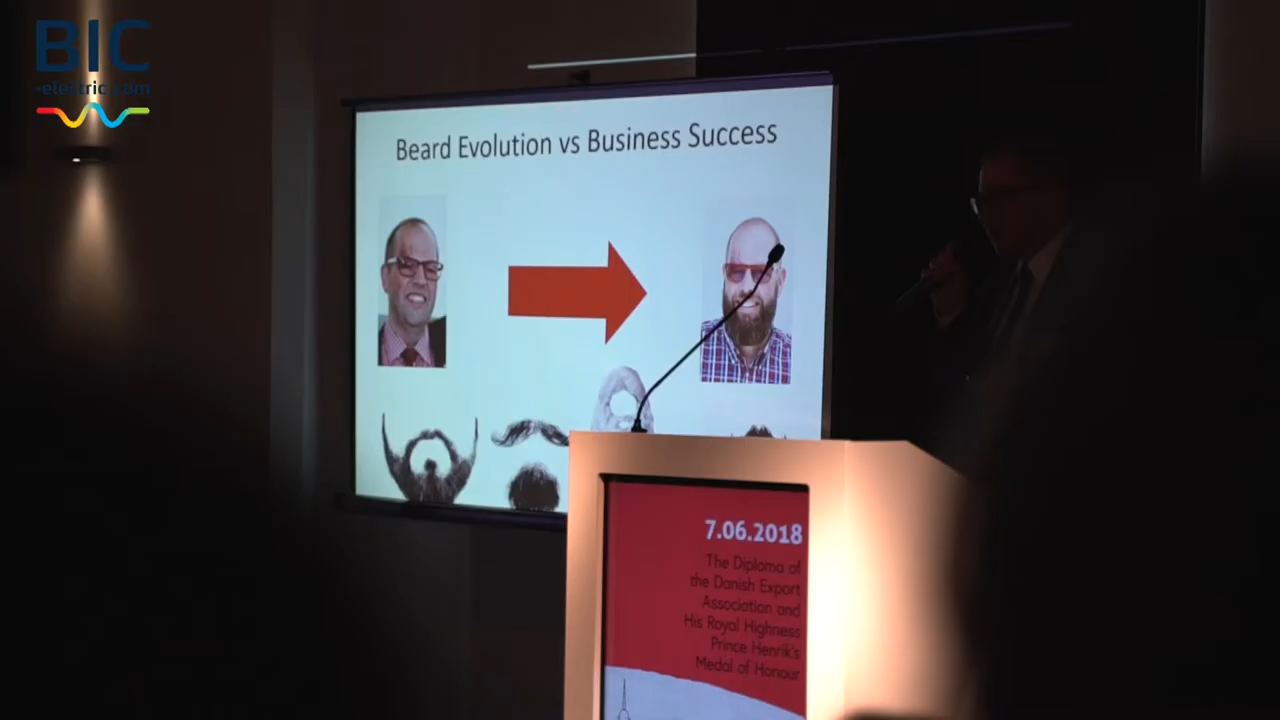 BIC
-electric.com
Beard Evolution vs Business Success
7.06.2018
The Diploma of
the Danish Export
Association and
His Royal Highness
Prince Henrik's
Medal of Honour